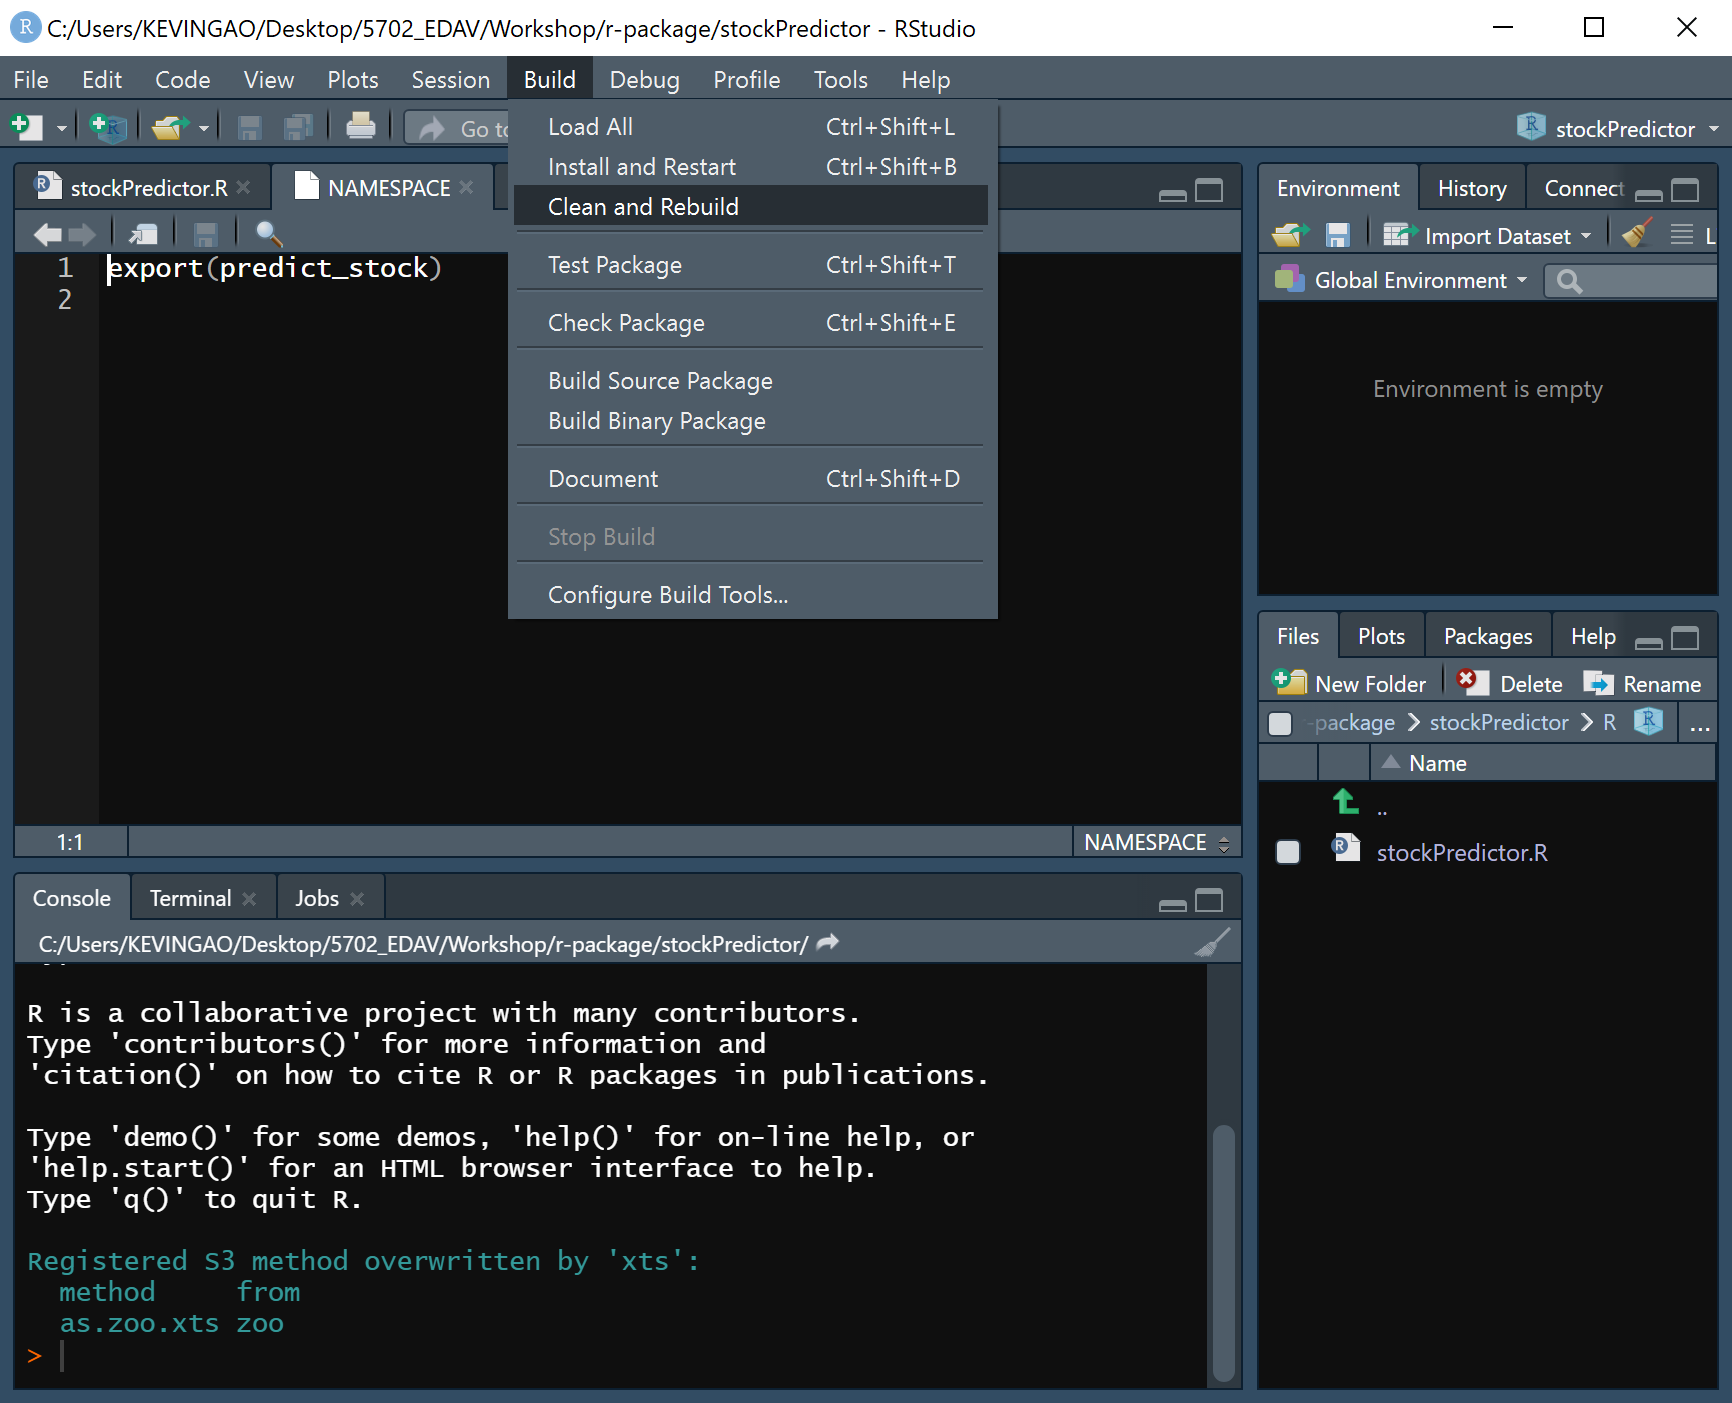 C:/Users/KEVINGAO/Desktop/5702_EDAV/Workshop/r-package/stockPredictor - RStudio
File Edit Code View Plots Session Build Debug Profile Tools Help
Go to
stockPredictor
Load All Ctrl+Shift+L
Install and Restart Ctrl+Shift+B
Clean and Rebuild
Test Package Ctrl+Shift+T
Check Package Ctrl+Shift+E
Build Source Package
Build Binary Package
Document Ctrl+Shift+D
Stop Build
Configure Build Tools...
stockPredictor.R NAMESPACE
1 export(predict_stock)
2
1:1 NAMESPACE
Console Terminal Jobs
C:/Users/KEVINGAO/Desktop/5702_EDAV/Workshop/r-package/stockPredictor/
R is a collaborative project with many contributors.
Type 'contributors()' for more information and
'citation()' on how to cite R or R packages in publications.
Type 'demo()' for some demos, 'help()' for on-line help, or
'help.start()' for an HTML browser interface to help.
Type 'q()' to quit R.
Registered S3 method overwritten by 'xts':
method from
as.zoo.xts zoo
>
Environment History Connect
Import Dataset L
Global Environment
Environment is empty
Files Plots Packages Help
New Folder Delete Rename
-package stockPredictor R ...
Name
..
stockPredictor.R